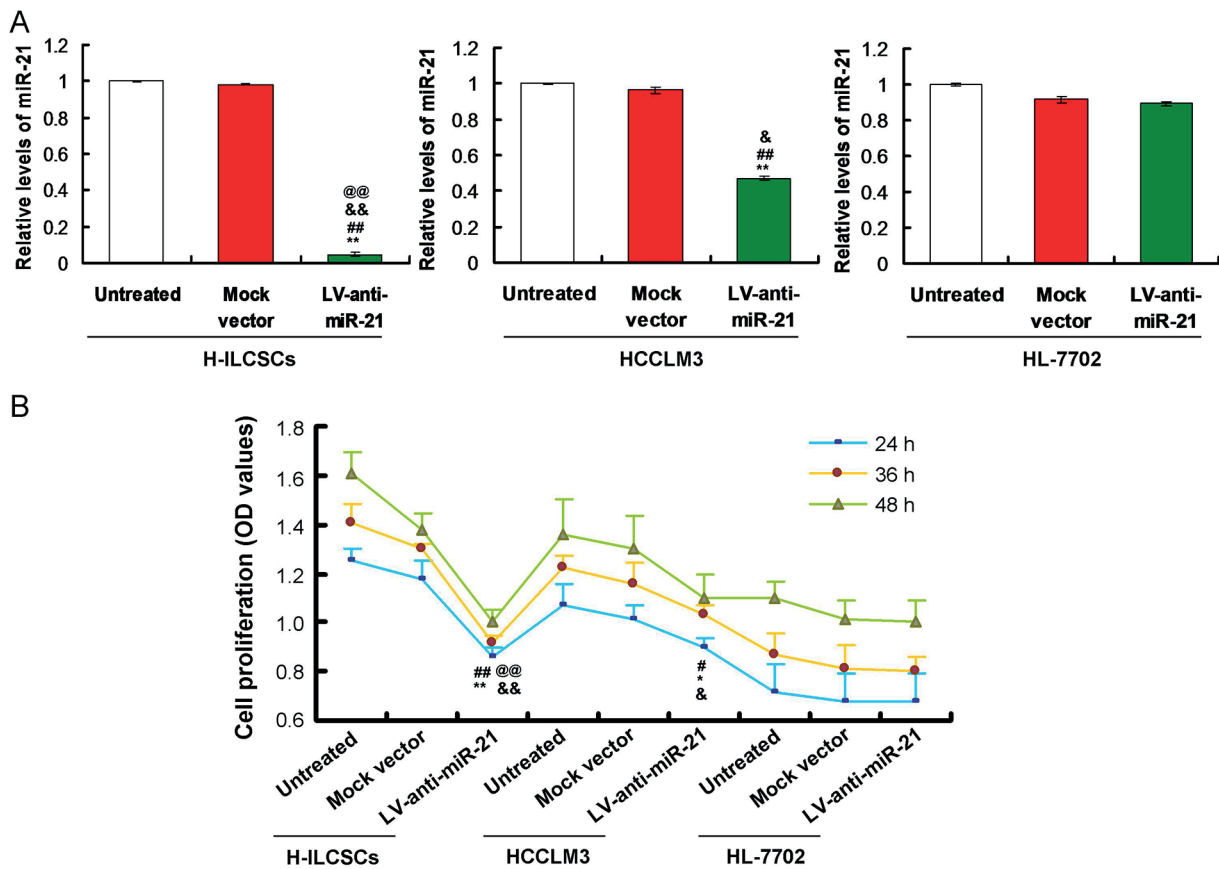 A
Relative levels of miR-21
1.2
1
0.8
0.6
0.4
0.2
0
@@
&&
##
**
Untreated
Mock vector
LV-anti-miR-21
H-ILCSCs
Relative levels of miR-21
1.2
1
0.8
0.6
0.4
0.2
0
&
##
**
Untreated
Mock vector
LV-anti-miR-21
HCCLM3
Relative levels of miR-21
1.2
1
0.8
0.6
0.4
0.2
0
Untreated
Mock vector
LV-anti-miR-21
HL-7702
B
Cell proliferation (OD values)
1.8
1.6
1.4
1.2
1.0
0.8
0.6
24 h
36 h
48 h
## @@
** &&
#
*
&
Untreated
Mock vector
LV-anti-miR-21
Untreated
Mock vector
LV-anti-miR-21
Untreated
Mock vector
LV-anti-miR-21
H-ILCSCs
HCCLM3
HL-7702